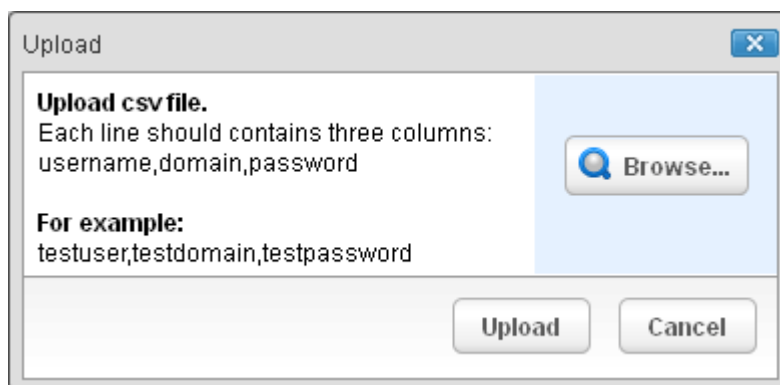 Upload
Upload csv file.
Each line should contains three columns:
username,domain,password
For example:
testuser,testdomain,testpassword
Browse...
Upload
Cancel